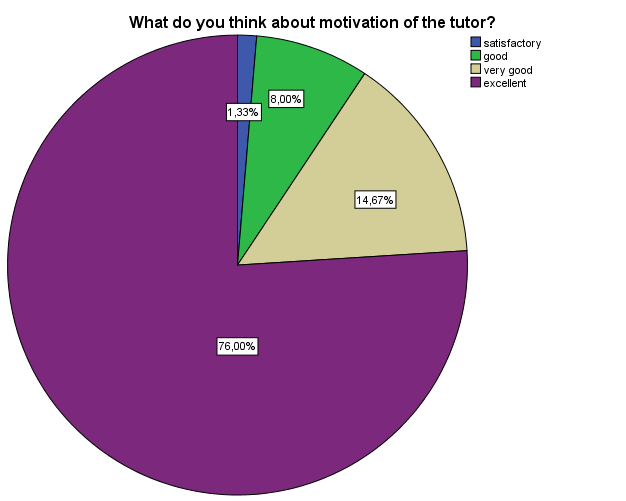 What do you think about motivation of the tutor?
satisfactory
good
very good
excellent
1,33%
8,00%
14,67%
76,00%